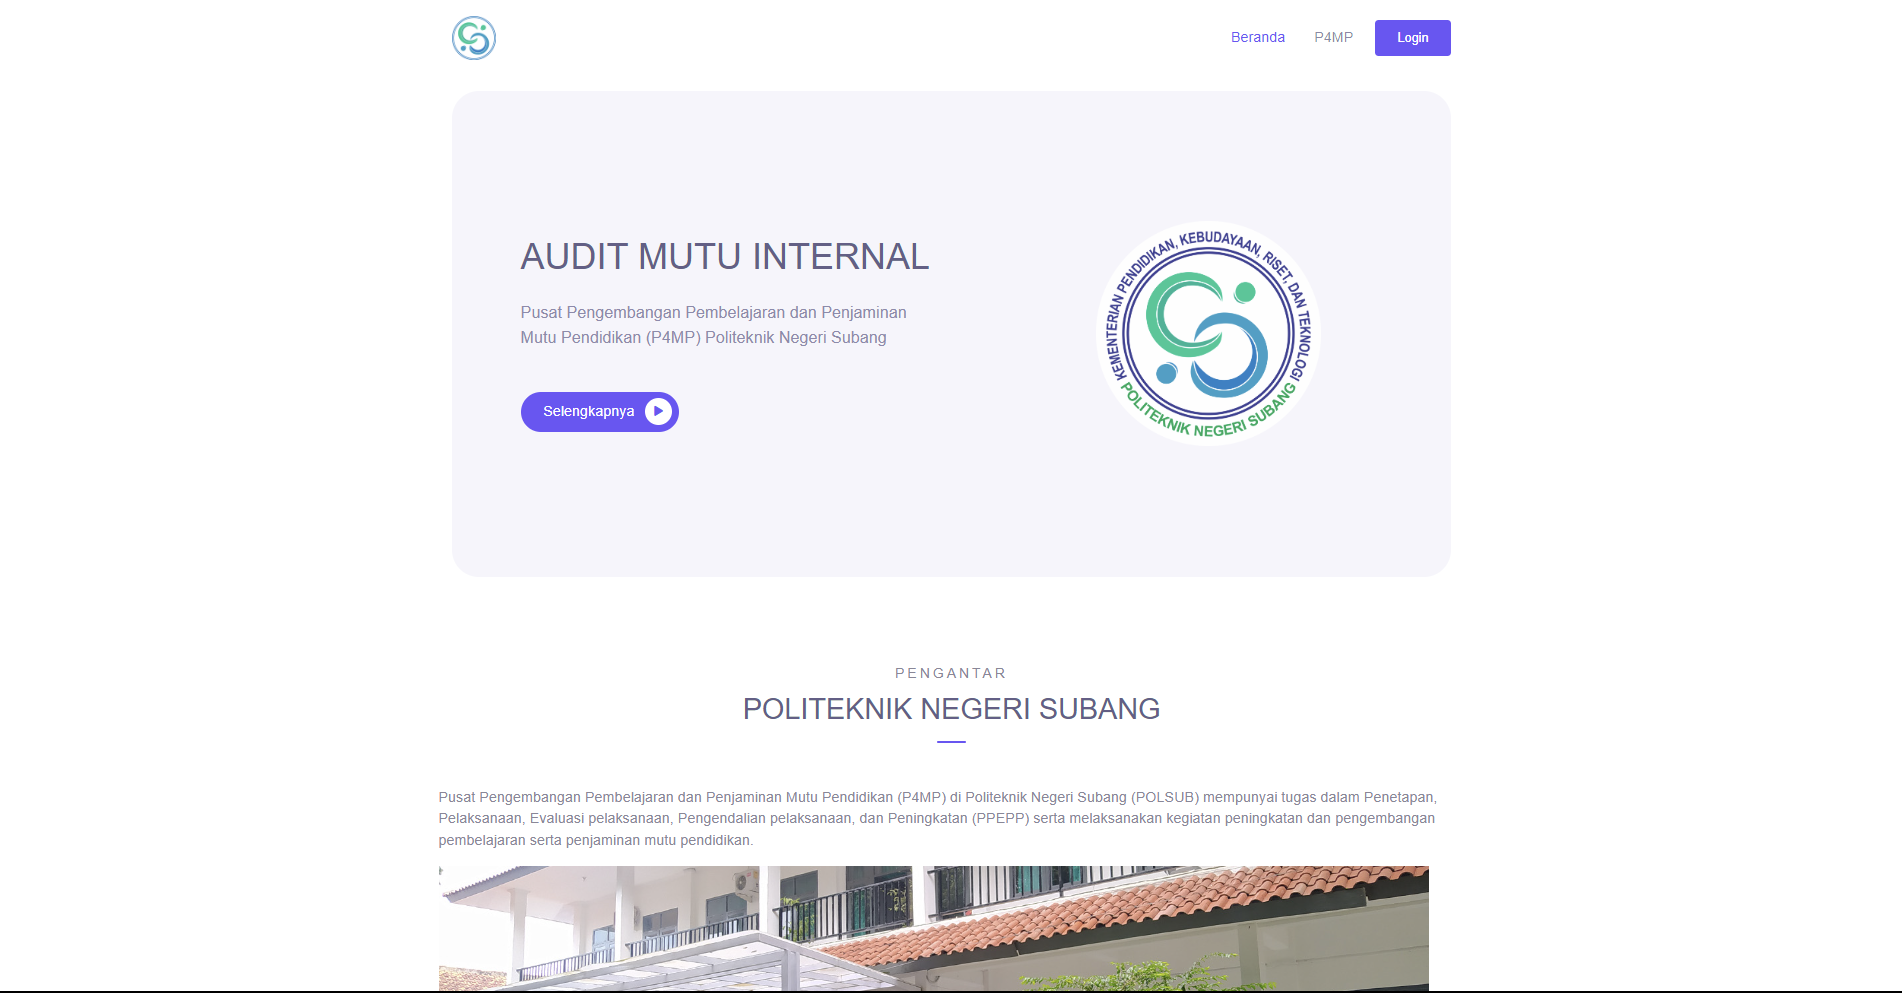 Beranda
P4MP
Login
AUDIT MUTU INTERNAL
Pusat Pengembangan Pembelajaran dan Penjaminan
Mutu Pendidikan (P4MP) Politeknik Negeri Subang
Selengkapnya
KEMENTERIAN PENDIDIKAN, KEBUDAYAAN, RISET, DAN TEKNOLOGI
POLITEKNIK NEGERI SUBANG
PENGANTAR
POLITEKNIK NEGERI SUBANG
Pusat Pengembangan Pembelajaran dan Penjaminan Mutu Pendidikan (P4MP) di Politeknik Negeri Subang (POLSUB) mempunyai tugas dalam Penetapan,
Pelaksanaan, Evaluasi pelaksanaan, Pengendalian pelaksanaan, dan Peningkatan (PPEPP) serta melaksanakan kegiatan peningkatan dan pengembangan
pembelajaran serta penjaminan mutu pendidikan.